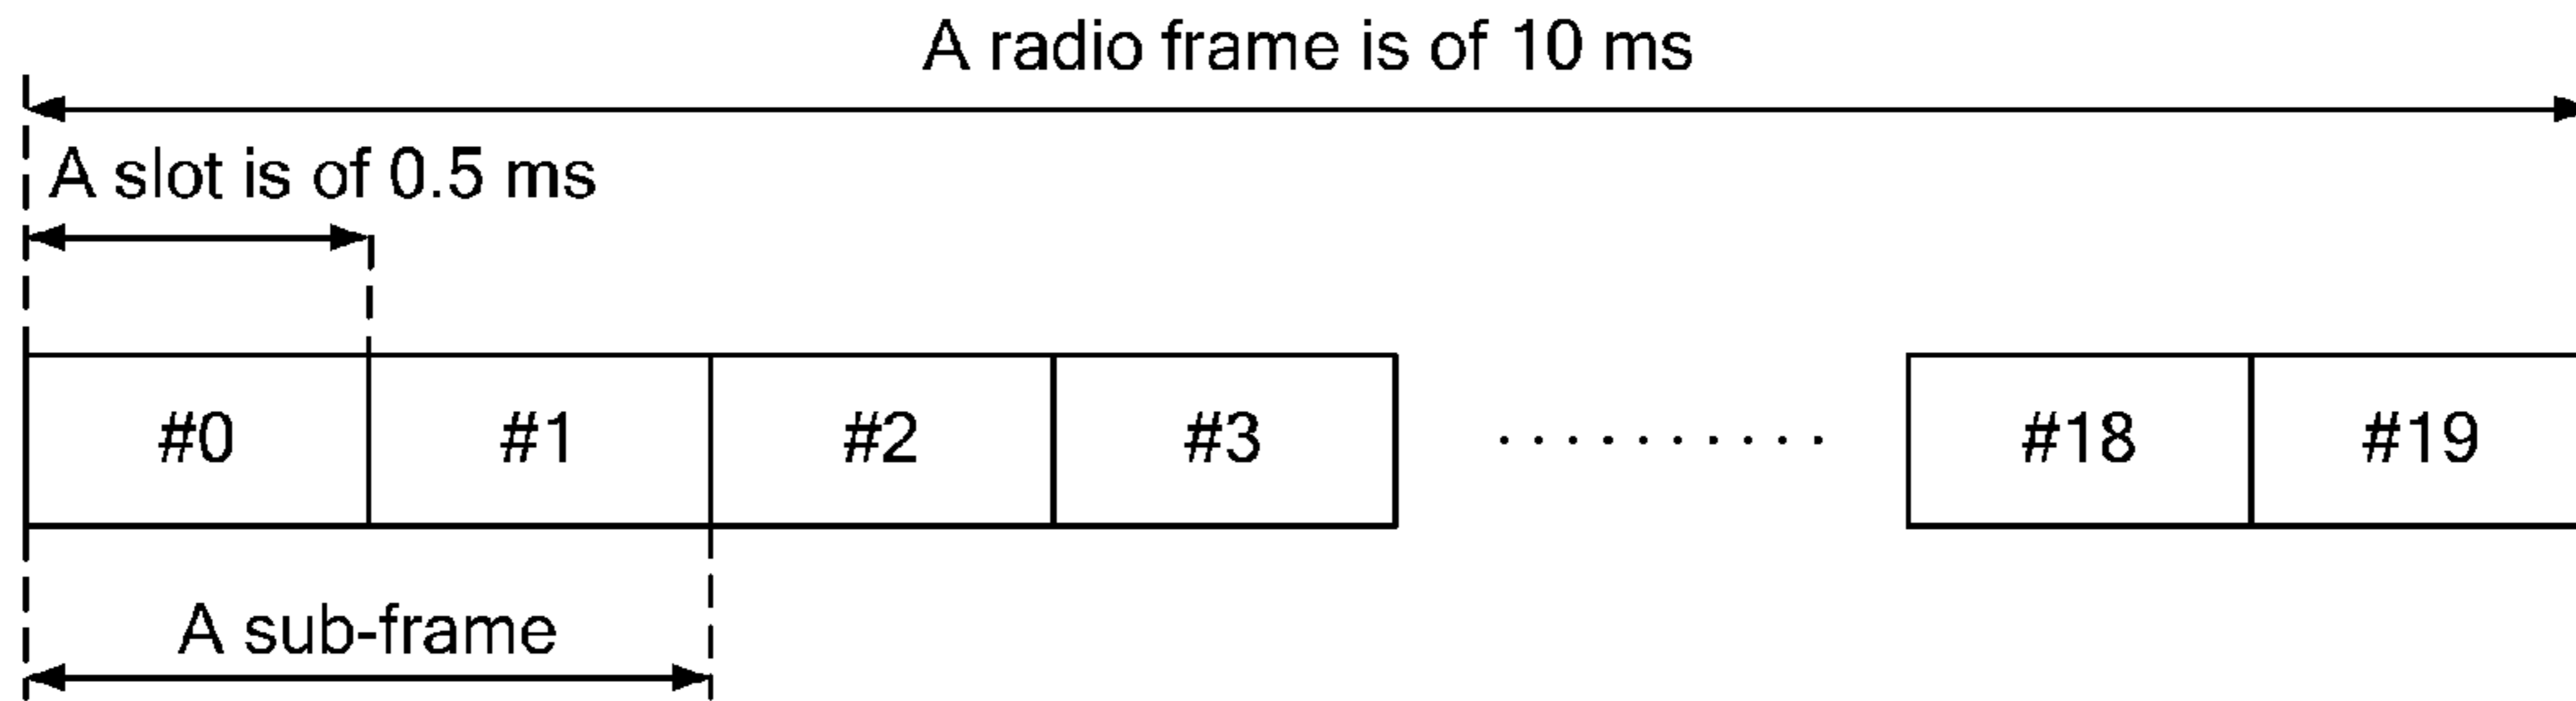 A radio frame is of 10 ms
A slot is of 0.5 ms
#0 #1 #2 #3 .......... #18 #19
A sub-frame